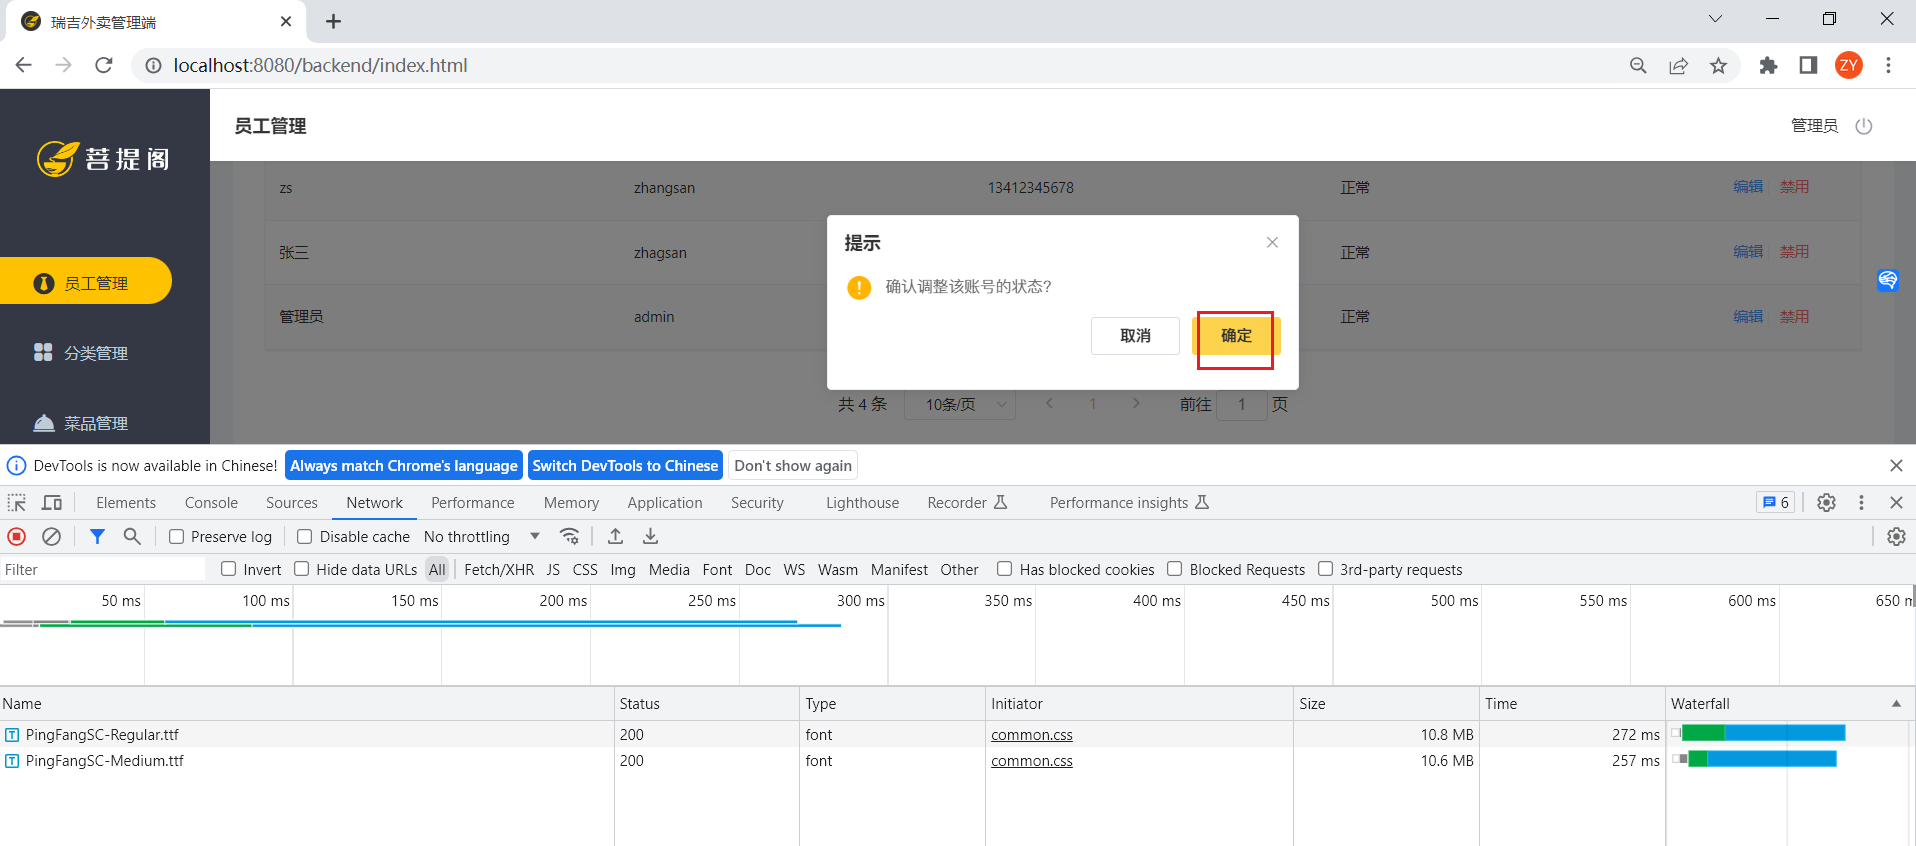 瑞吉外卖管理端
localhost:8080/backend/index.html
ZY
菩提阁
员工管理
管理员
员工管理
分类管理
菜品管理
zs zhangsan 13412345678 正常 编辑 禁用
张三 zhagsan 正常 编辑 禁用
管理员 admin 正常 编辑 禁用
提示
确认调整该账号的状态?
取消 确定
共 4 条 10条/页 1 前往 1 页
DevTools is now available in Chinese! Always match Chrome's language Switch DevTools to Chinese Don't show again
Elements Console Sources Network Performance Memory Application Security Lighthouse Recorder Performance insights 6
Preserve log Disable cache No throttling
Filter Invert Hide data URLs All Fetch/XHR JS CSS Img Media Font Doc WS Wasm Manifest Other Has blocked cookies Blocked Requests 3rd-party requests
50 ms 100 ms 150 ms 200 ms 250 ms 300 ms 350 ms 400 ms 450 ms 500 ms 550 ms 600 ms 650
Name Status Type Initiator Size Time Waterfall
PingFangSC-Regular.ttf 200 font common.css 10.8 MB 272 ms
PingFangSC-Medium.ttf 200 font common.css 10.6 MB 257 ms